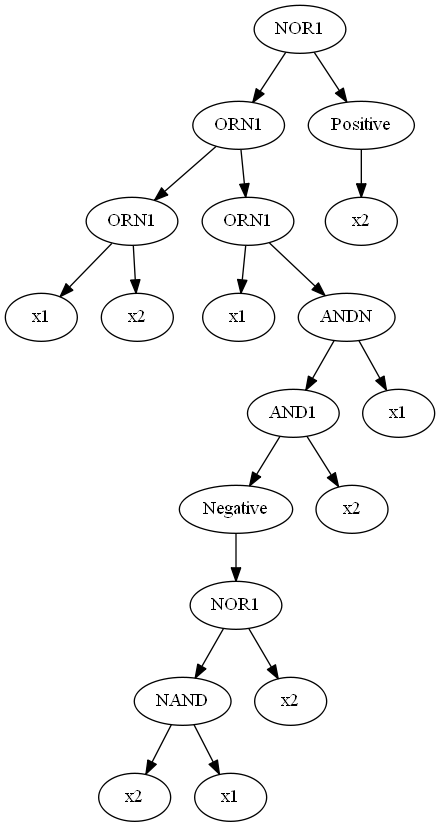 NOR1
ORN1 Positive
ORN1 ORN1 x2
x1 x2 x1 ANDN
AND1 x1
Negative x2
NOR1
NAND x2
x2 x1